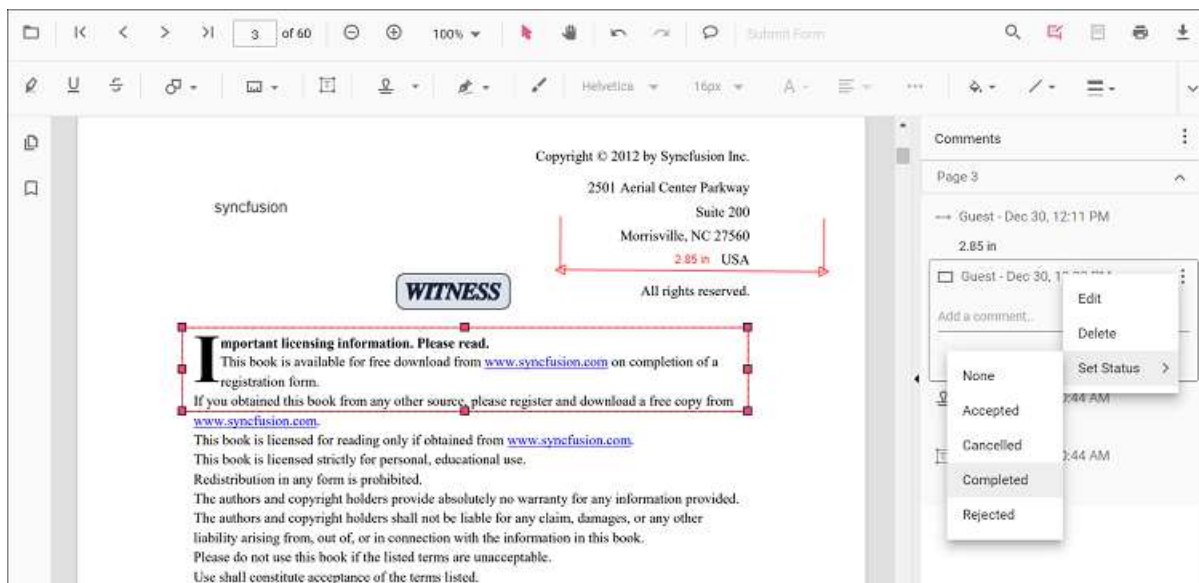 3 of 60 100% Submit Form
Helvetica 16px A
Copyright © 2012 by Syncfusion Inc.
2501 Aerial Center Parkway
syncfusion
Suite 200
Morrisville, NC 27560
2.85 in USA
WITNESS
All rights reserved.
Important licensing information. Please read.
This book is available for free download from www.syncfusion.com on completion of a
registration form.
If you obtained this book from any other source, please register and download a free copy from
www.syncfusion.com.
This book is licensed for reading only if obtained from www.syncfusion.com.
This book is licensed strictly for personal, educational use.
Redistribution in any form is prohibited.
The authors and copyright holders provide absolutely no warranty for any information provided.
The authors and copyright holders shall not be liable for any claim, damages, or any other
liability arising from, out of, or in connection with the information in this book.
Please do not use this book if the listed terms are unacceptable.
Use shall constitute acceptance of the terms listed.
Comments
Page 3
Guest - Dec 30, 12:11 PM
2.85 in
Guest - Dec 30,
Add a comment..
Edit
Delete
Set Status
None
Accepted
Cancelled
Completed
Rejected
:44 AM
:44 AM